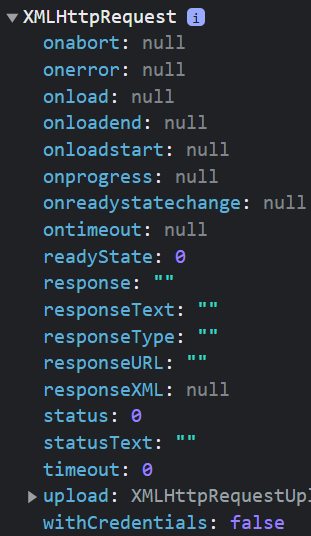 ▼XMLHttpRequest i
onabort: null
onerror: null
onload: null
onloadend: null
onloadstart: null
onprogress: null
onreadystatechange: null
ontimeout: null
readyState: 0
response: ""
responseText: ""
responseType: ""
responseURL: ""
responseXML: null
status: 0
statusText: ""
timeout: 0
▶upload: XMLHttpRequestUpl
withCredentials: false